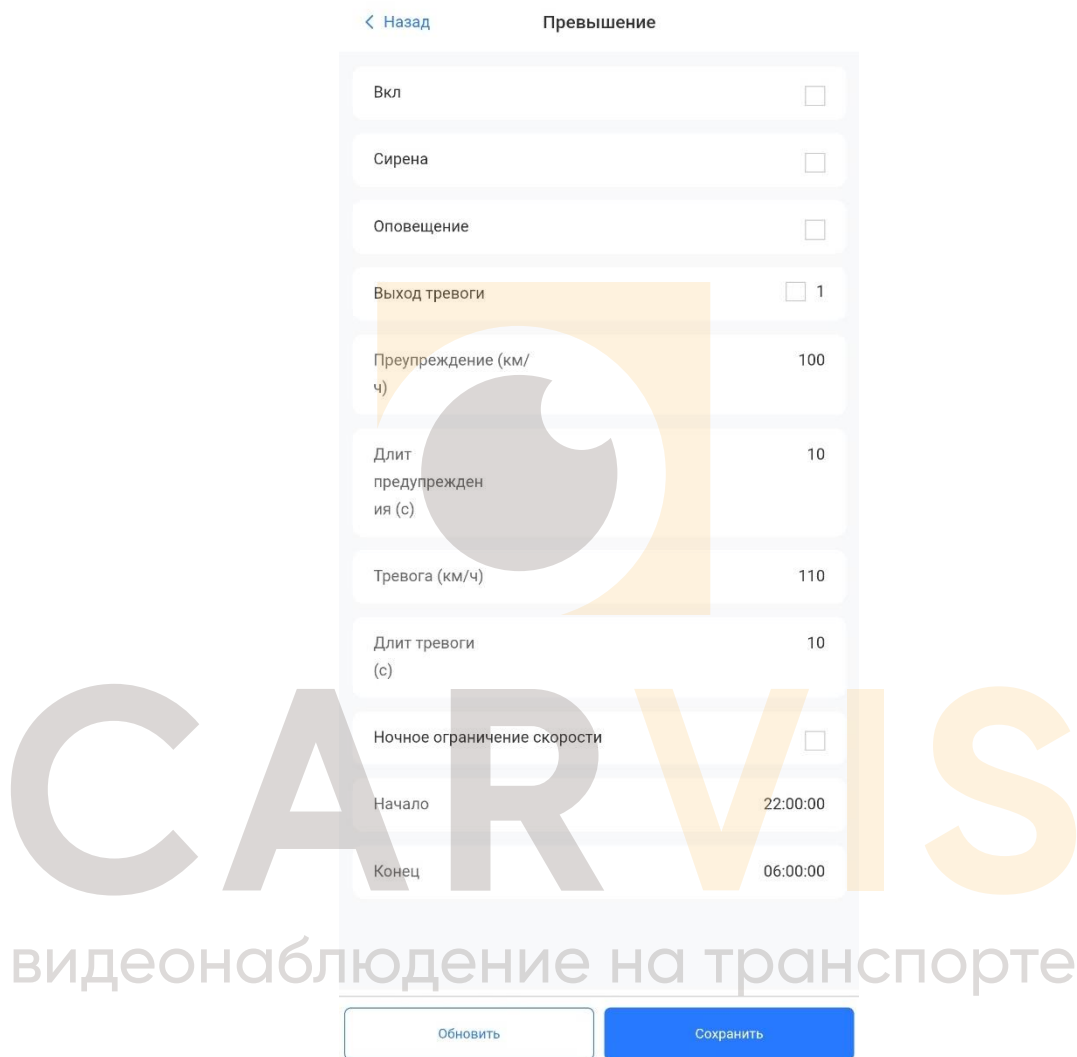 Назад
Превышение
Вкл
Сирена
Оповещение
Выход тревоги
1
Преупреждение (км/
ч)
100
Длит
предупрежден
ия (с)
10
Тревога (км/ч)
110
Длит тревоги
(с)
10
Ночное ограничение скорости
Начало
22:00:00
Конец
06:00:00
CARVIS
видеонаблюдение на транспорте
Обновить
Сохранить